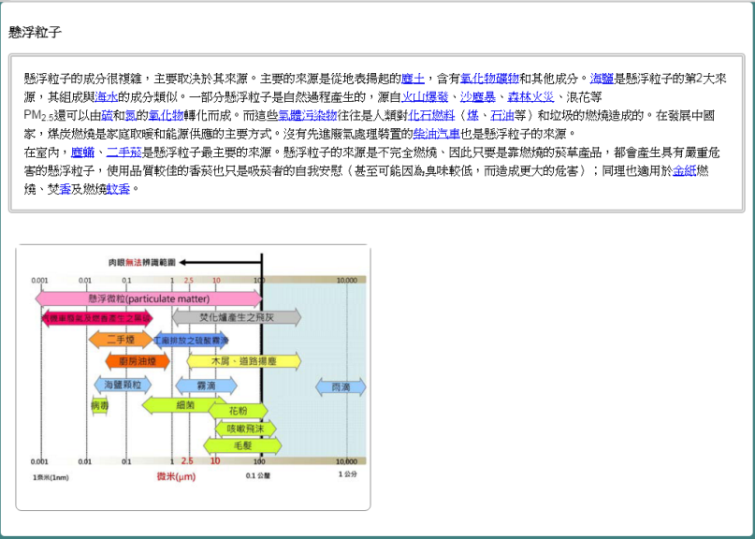 懸浮粒子
懸浮粒子的成分很複雜，主要取決於其來源。主要的來源是從地表揚起的塵土，含有氧化物礦物和其他成分。海鹽是懸浮粒子的第2大來
源，其組成與海水的成分類似。一部分懸浮粒子是自然過程產生的，源自火山爆發、沙塵暴、森林火災、浪花等
PM2.5還可以由硫和氮的氧化物轉化而成。而這些氣體污染物往往是人類對化石燃料（煤、石油等）和垃圾的燃燒造成的。在發展中國
家，煤炭燃燒是家庭取暖和能源供應的主要方式。沒有先進廢氣處理裝置的柴油汽車也是懸浮粒子的來源。
在室內，塵蟎、二手菸是懸浮粒子最主要的來源。懸浮粒子的來源是不完全燃燒、因此只要是靠燃燒的菸草產品，都會產生具有嚴重危
害的懸浮粒子，使用品質較佳的香菸也只是吸菸者的自我安慰（甚至可能因為臭味較低，而造成更大的危害）；同理也適用於金紙燃
燒、焚香及燃燒蚊香。
肉眼無法辨識範圍
0.001 0.01 0.1 1 2.5 10 100 10,000
懸浮微粒(particulate matter)
焚化爐產生之飛灰
二手煙 工廠排放之硫酸霧滴
廚房油煙 木屑、道路揚塵
海鹽顆粒 霧滴 雨滴
病毒 細菌 花粉
咳嗽飛沫
毛髮
0.001 0.01 0.1 1 2.5 10 100 10,000
1奈米(1nm) 微米(μm) 0.1 公釐 1 公分